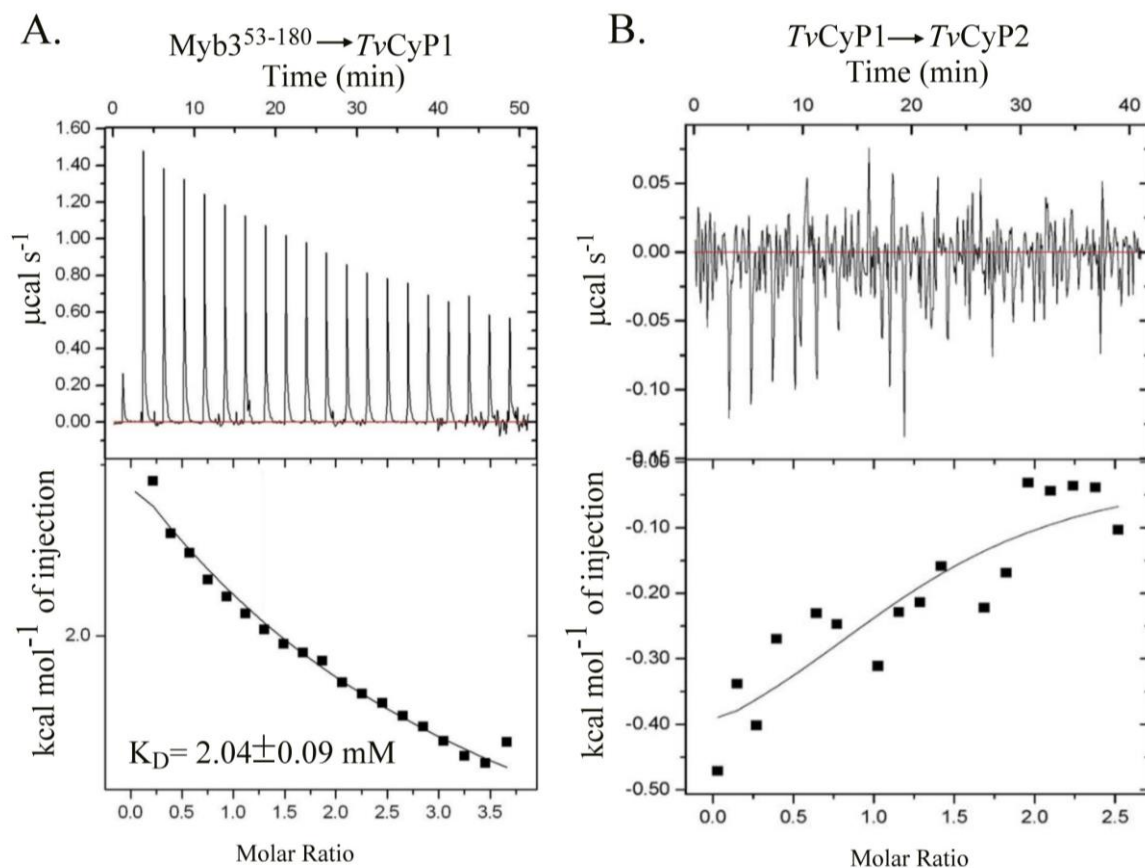 A.
Myb3⁵³⁻¹⁸⁰→TvCyP1
Time (min)
0 10 20 30 40 50
1.60
1.40
1.20
1.00
0.80
0.60
0.40
0.20
0.00
µcal s⁻¹
2.0
kcal mol⁻¹ of injection
K_D= 2.04±0.09 mM
0.0 0.5 1.0 1.5 2.0 2.5 3.0 3.5
Molar Ratio
B.
TvCyP1→TvCyP2
Time (min)
0 10 20 30 40
0.05
0.00
-0.05
-0.10
-0.15
µcal s⁻¹
0.00
-0.10
-0.20
-0.30
-0.40
-0.50
kcal mol⁻¹ of injection
0.0 0.5 1.0 1.5 2.0 2.5
Molar Ratio